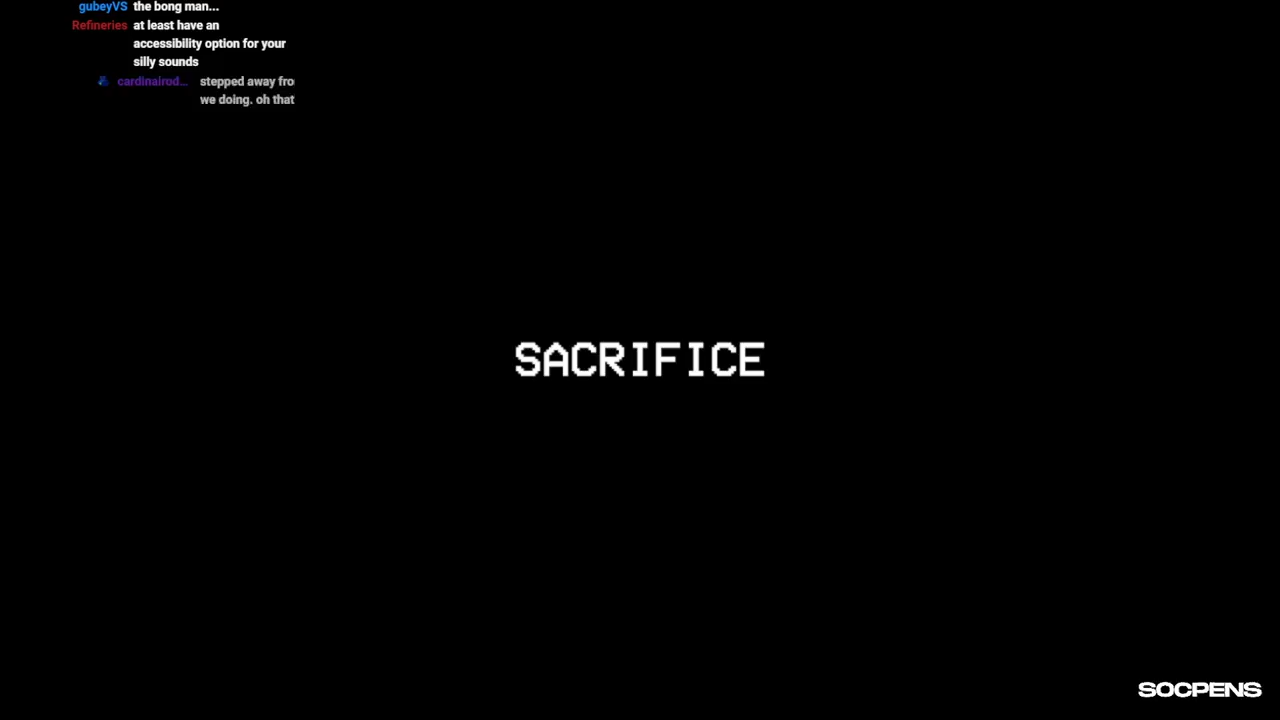 gubeyVS the bong man...
Refineries at least have an
accessibility option for your
silly sounds
cardinalrod... stepped away
we doing. oh that
SACRIFICE
SOCPENS